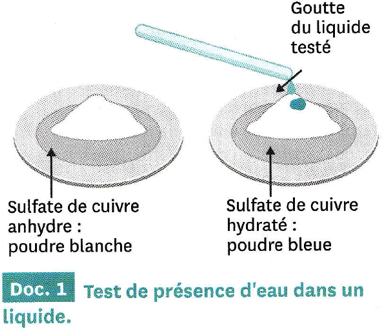 Goutte
du liquide
testé
Sulfate de cuivre
anhydre :
poudre blanche
Sulfate de cuivre
hydraté :
poudre bleue
Doc. 1 Test de présence d'eau dans un
liquide.